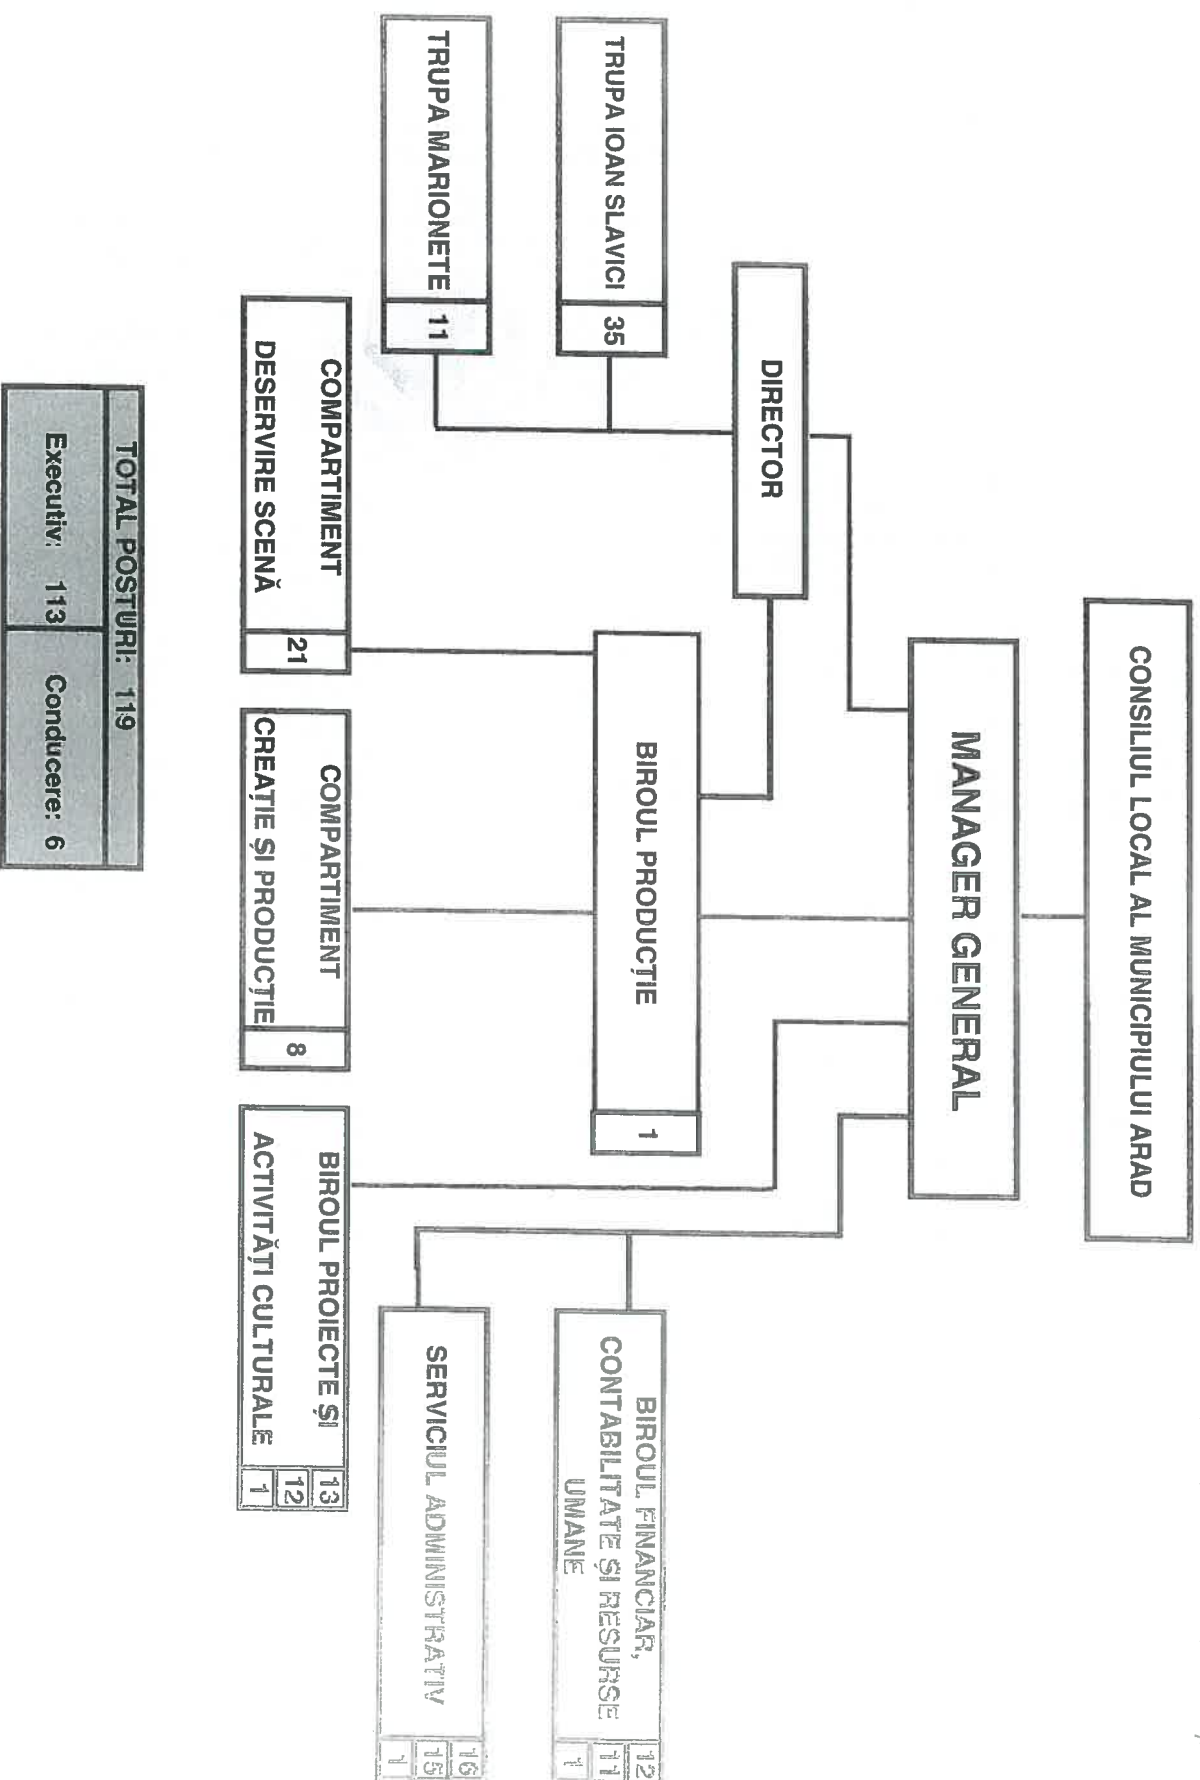 CONSILIUL LOCAL AL MUNICIPIULUI ARAD
MANAGER GENERAL
DIRECTOR
BIROUL PRODUCȚIE
1
TRUPA IOAN SLAVICI
35
TRUPA MARIONETE
11
BIROUL FINANCIAR,
CONTABILITATE ȘI RESURSE
UMANE
12
11
1
SERVICIUL ADMINISTRATIV
16
15
1
COMPARTIMENT
DESERVIRE SCENĂ
21
COMPARTIMENT
CREAȚIE ȘI PRODUCȚIE
8
BIROUL PROIECTE ȘI
ACTIVITĂȚI CULTURALE
13
12
1
TOTAL POSTURI: 119
Executiv: 113
Conducere: 6